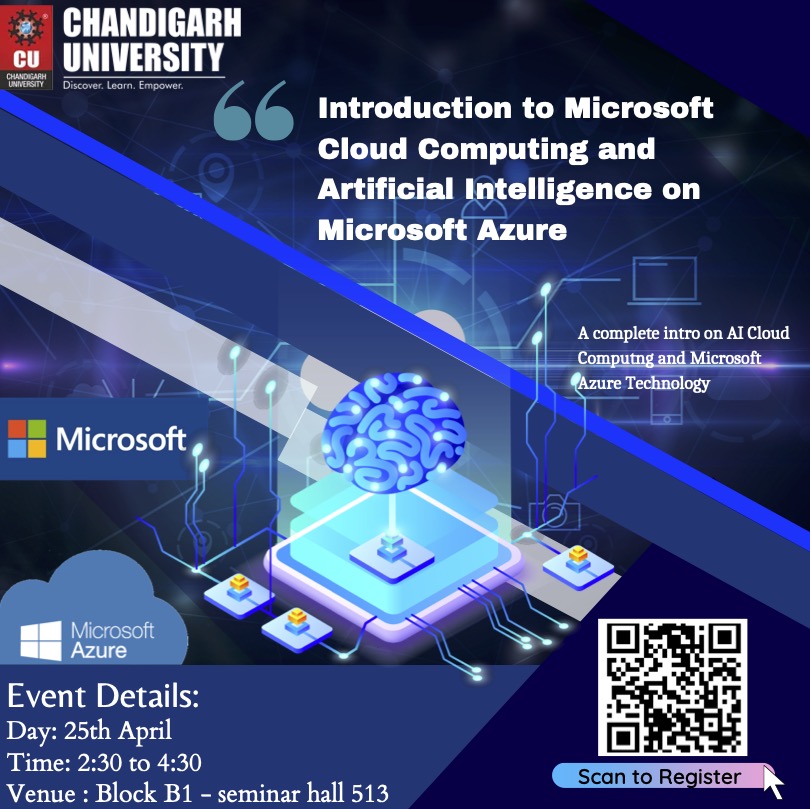 CHANDIGARH
UNIVERSITY
Discover. Learn. Empower.
CU
CHANDIGARH
UNIVERSITY
“
Introduction to Microsoft
Cloud Computing and
Artificial Intelligence on
Microsoft Azure
A complete intro on AI Cloud
Computng and Microsoft
Azure Technology
Microsoft
Microsoft
Azure
Event Details:
Day: 25th April
Time: 2:30 to 4:30
Venue : Block B1 – seminar hall 513
Scan to Register